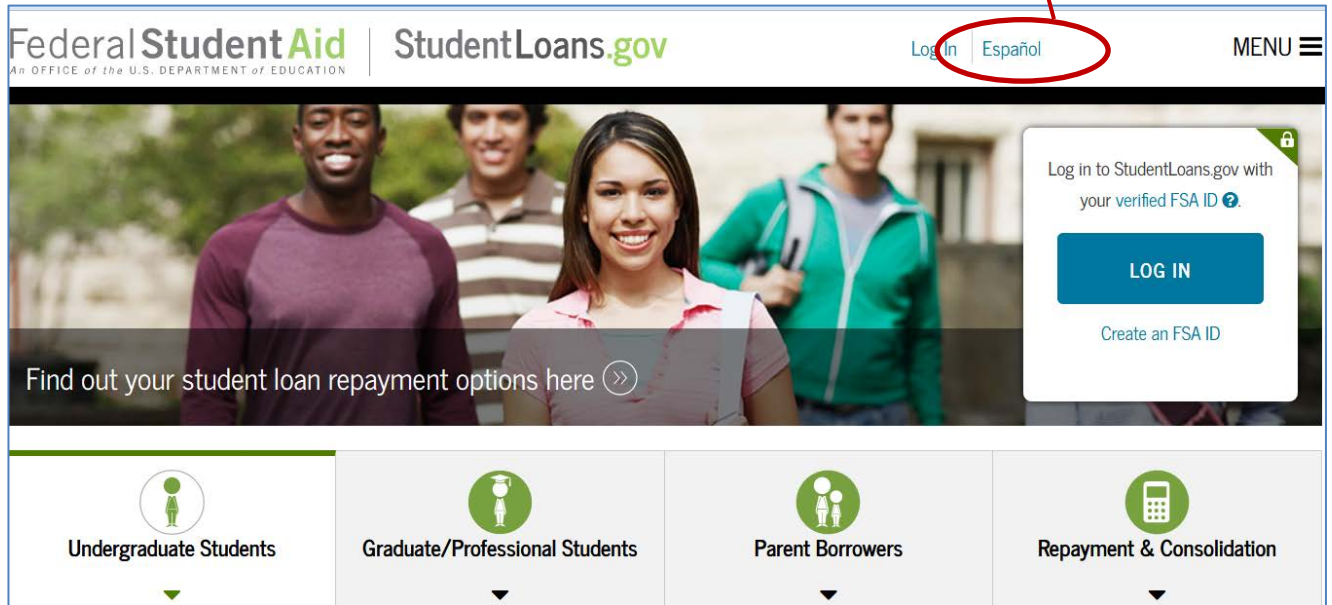 Federal Student Aid
StudentLoans.gov
Log In
Español
MENU
An OFFICE of the U.S. DEPARTMENT of EDUCATION
Log in to StudentLoans.gov with
your verified FSA ID ?.
LOG IN
Create an FSA ID
Find out your student loan repayment options here
Undergraduate Students
Graduate/Professional Students
Parent Borrowers
Repayment & Consolidation